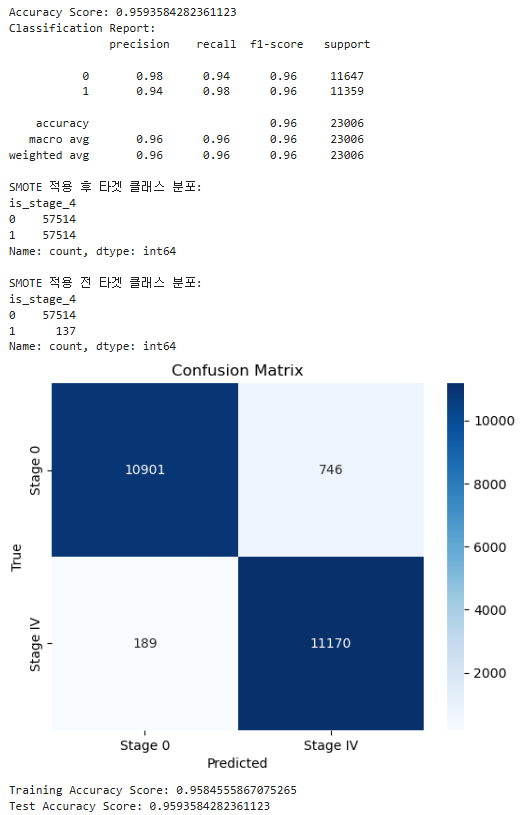 Accuracy Score: 0.9593584282361123
Classification Report:
precision    recall  f1-score   support
0       0.98      0.94      0.96     11647
1       0.94      0.98      0.96     11359
accuracy                           0.96     23006
macro avg       0.96      0.96      0.96     23006
weighted avg       0.96      0.96      0.96     23006
SMOTE 적용 후 타겟 클래스 분포:
is_stage_4
0    57514
1    57514
Name: count, dtype: int64
SMOTE 적용 전 타겟 클래스 분포:
is_stage_4
0    57514
1      137
Name: count, dtype: int64
Confusion Matrix
10000
8000
6000
4000
2000
True
Stage 0
10901 746
Stage IV
189 11170
Stage 0 Stage IV
Predicted
Training Accuracy Score: 0.9584555867075265
Test Accuracy Score: 0.9593584282361123